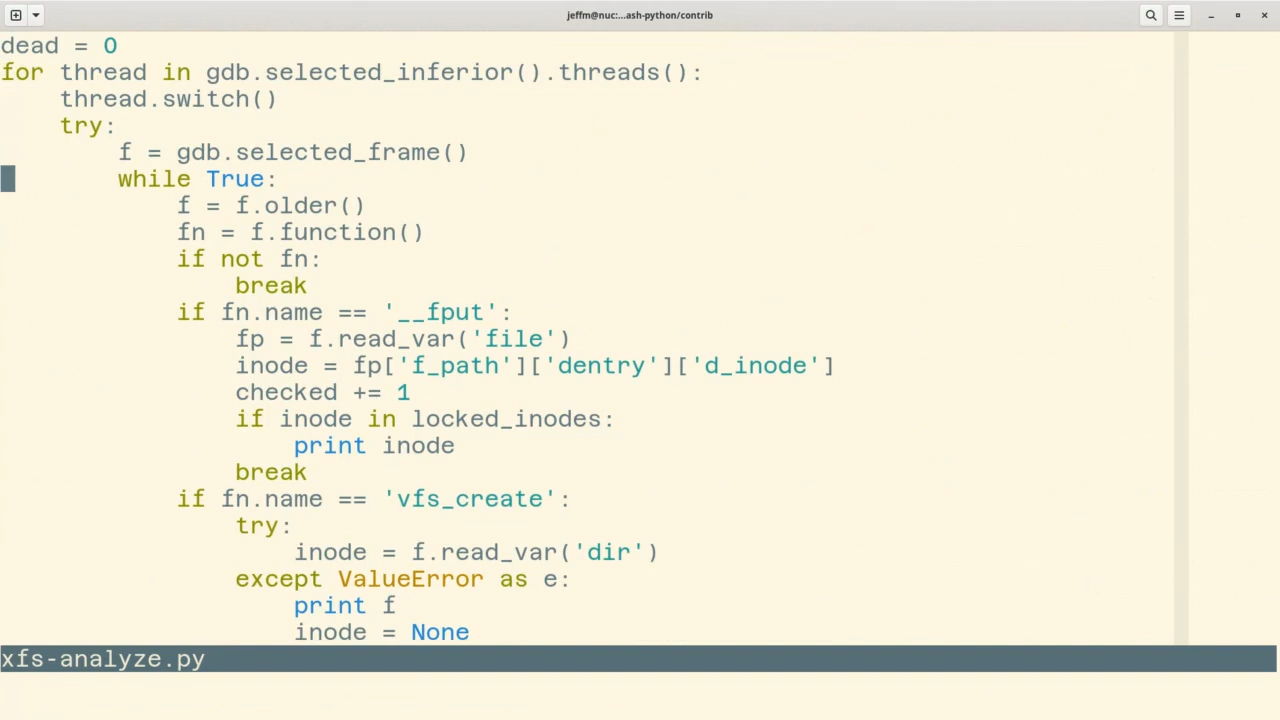 jeffm@nuc:...ash-python/contrib
dead = 0
for thread in gdb.selected_inferior().threads():
    thread.switch()
    try:
        f = gdb.selected_frame()
        while True:
            f = f.older()
            fn = f.function()
            if not fn:
                break
            if fn.name == '__fput':
                fp = f.read_var('file')
                inode = fp['f_path']['dentry']['d_inode']
                checked += 1
                if inode in locked_inodes:
                    print inode
                break
            if fn.name == 'vfs_create':
                try:
                    inode = f.read_var('dir')
                except ValueError as e:
                    print f
                    inode = None
xfs-analyze.py